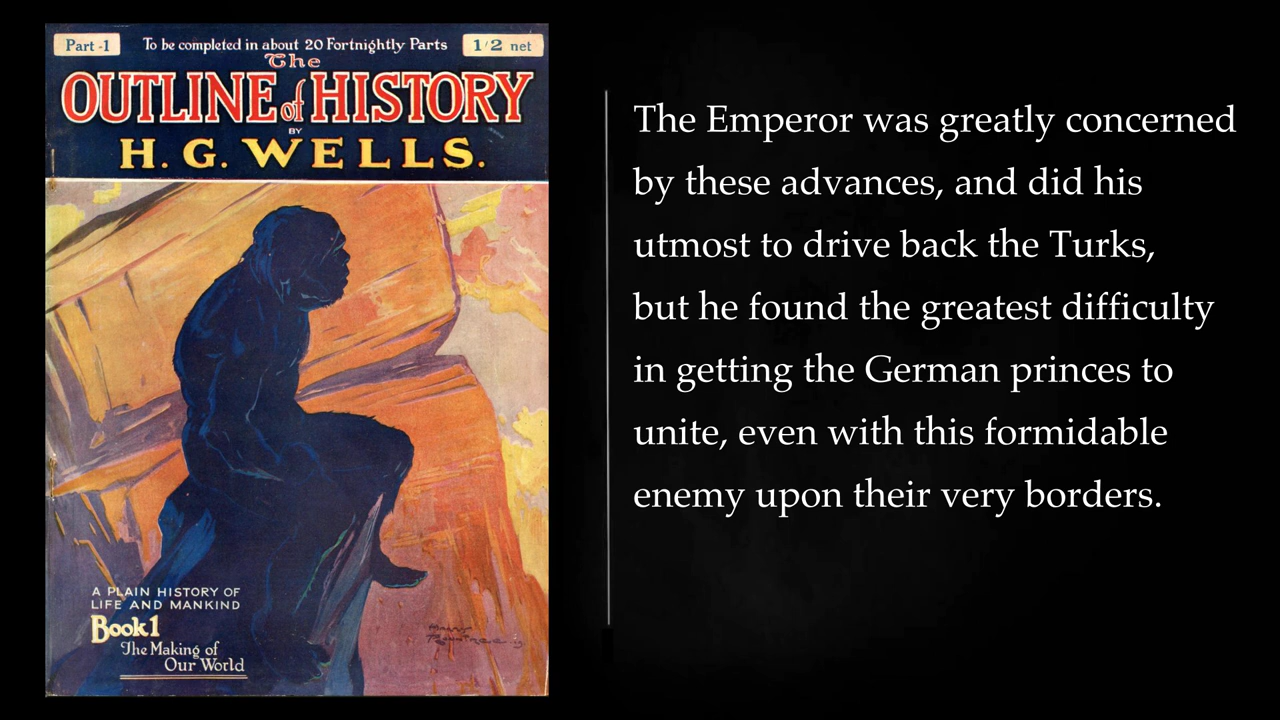 Part -1
To be completed in about 20 Fortnightly Parts
1/2 net
The
OUTLINE of HISTORY
BY
H. G. WELLS.
A PLAIN HISTORY OF
LIFE AND MANKIND
Book 1
The Making of
Our World
The Emperor was greatly concerned
by these advances, and did his
utmost to drive back the Turks,
but he found the greatest difficulty
in getting the German princes to
unite, even with this formidable
enemy upon their very borders.